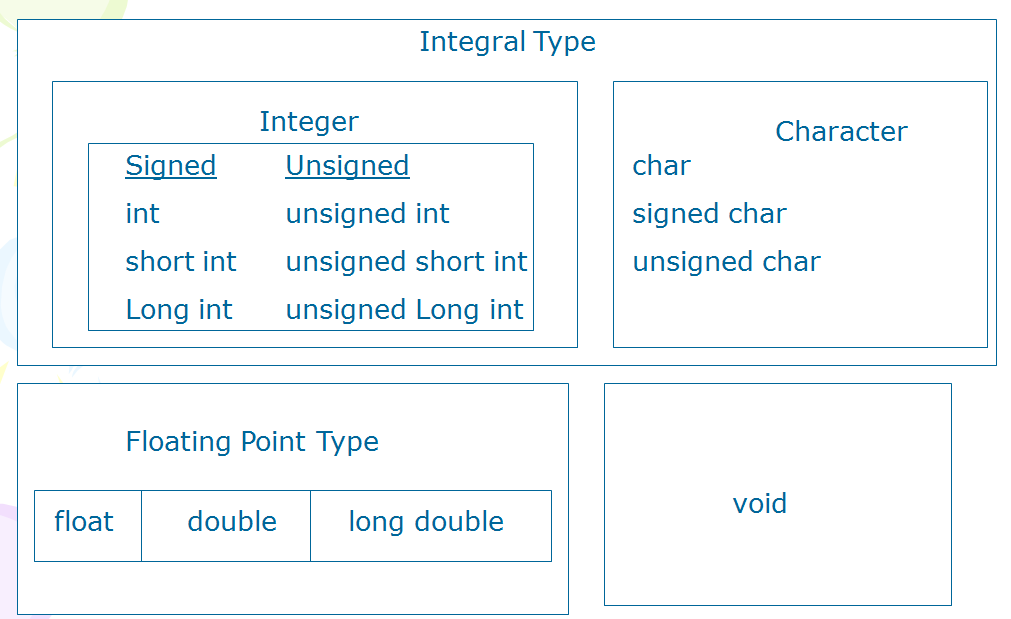 Integral Type
Integer
Signed Unsigned
int unsigned int
short int unsigned short int
Long int unsigned Long int
Character
char
signed char
unsigned char
Floating Point Type
float double long double
void